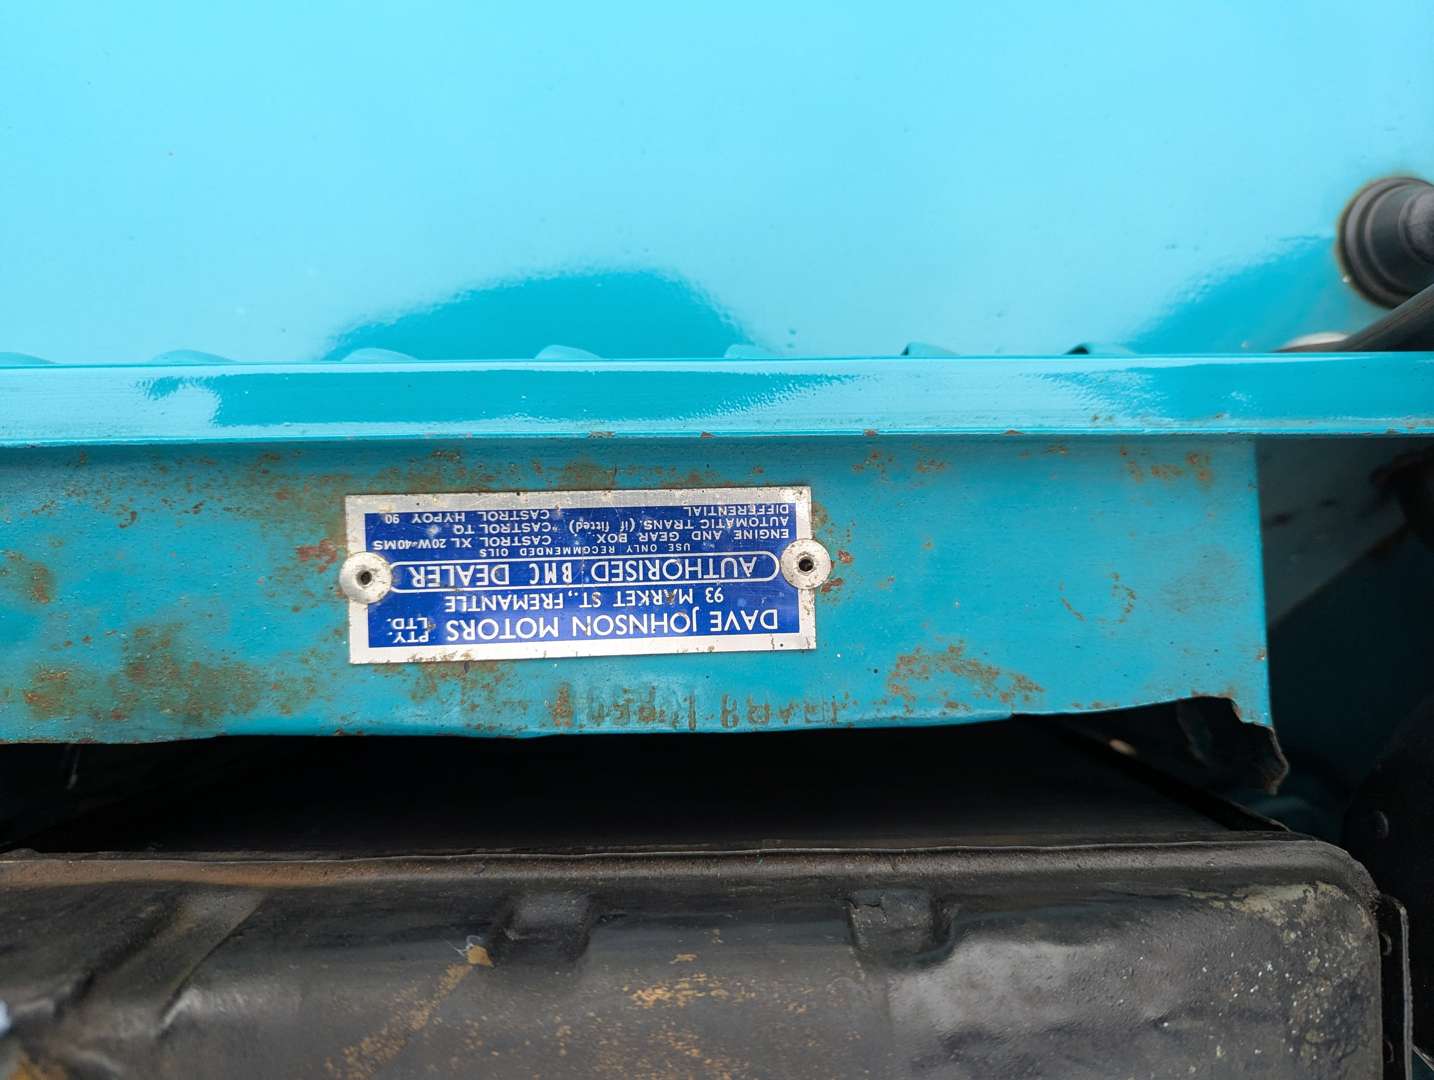 DAVE JOHNSON MOTORS PTY. LTD.
93 MARKET ST., FREMANTLE
AUTHORISED BMC DEALER
USE ONLY RECOMMENDED OILS
ENGINE AND GEAR BOX. CASTROL XL 20W-40MS
AUTOMATIC TRANS. (if fitted) "CASTROL TQ
DIFFERENTIAL CASTROL HYPOY 90